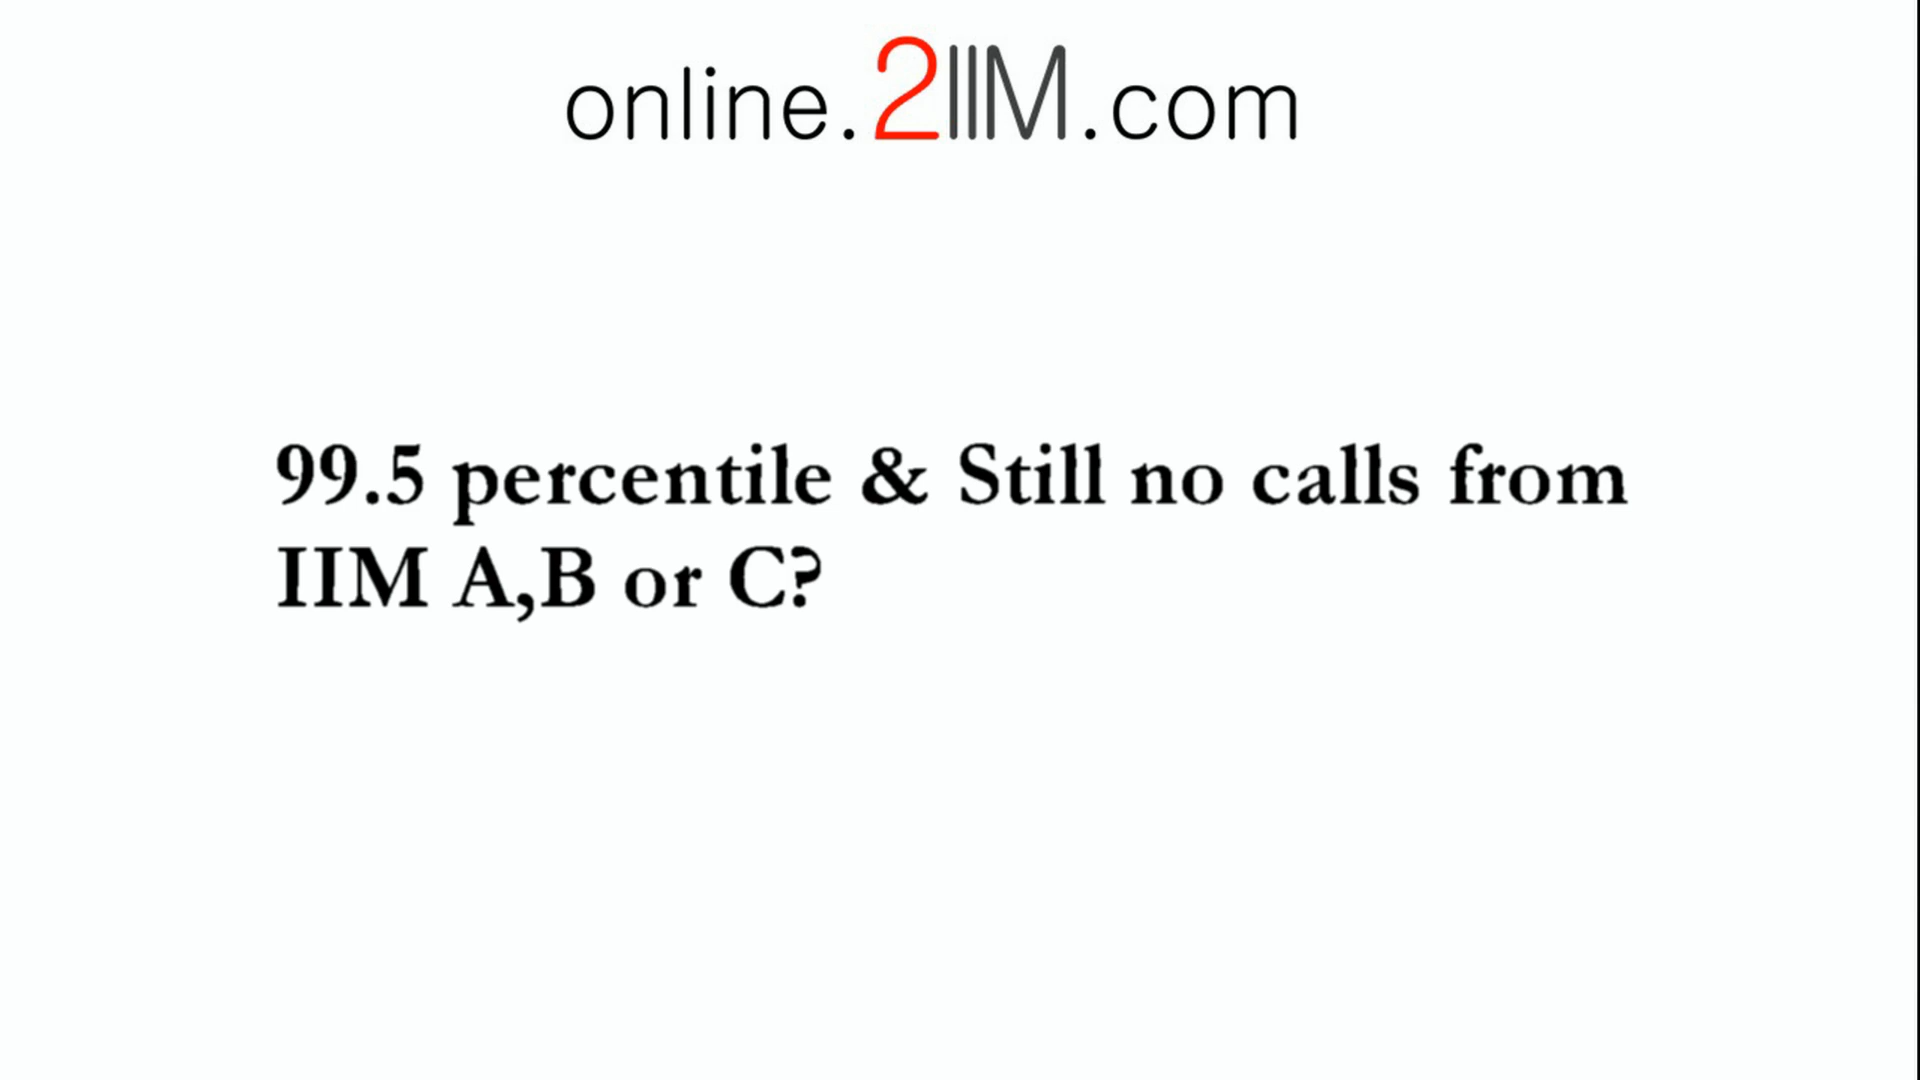 online.2IIM.com
99.5 percentile & Still no calls from
IIM A,B or C?